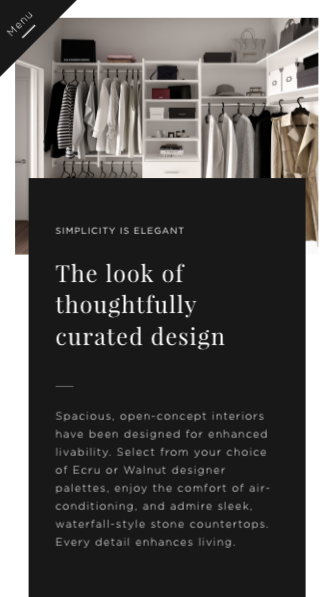 Menu
SIMPLICITY IS ELEGANT
The look of
thoughtfully
curated design
Spacious, open-concept interiors
have been designed for enhanced
livability. Select from your choice
of Ecru or Walnut designer
palettes, enjoy the comfort of air-
conditioning, and admire sleek,
waterfall-style stone countertops.
Every detail enhances living.